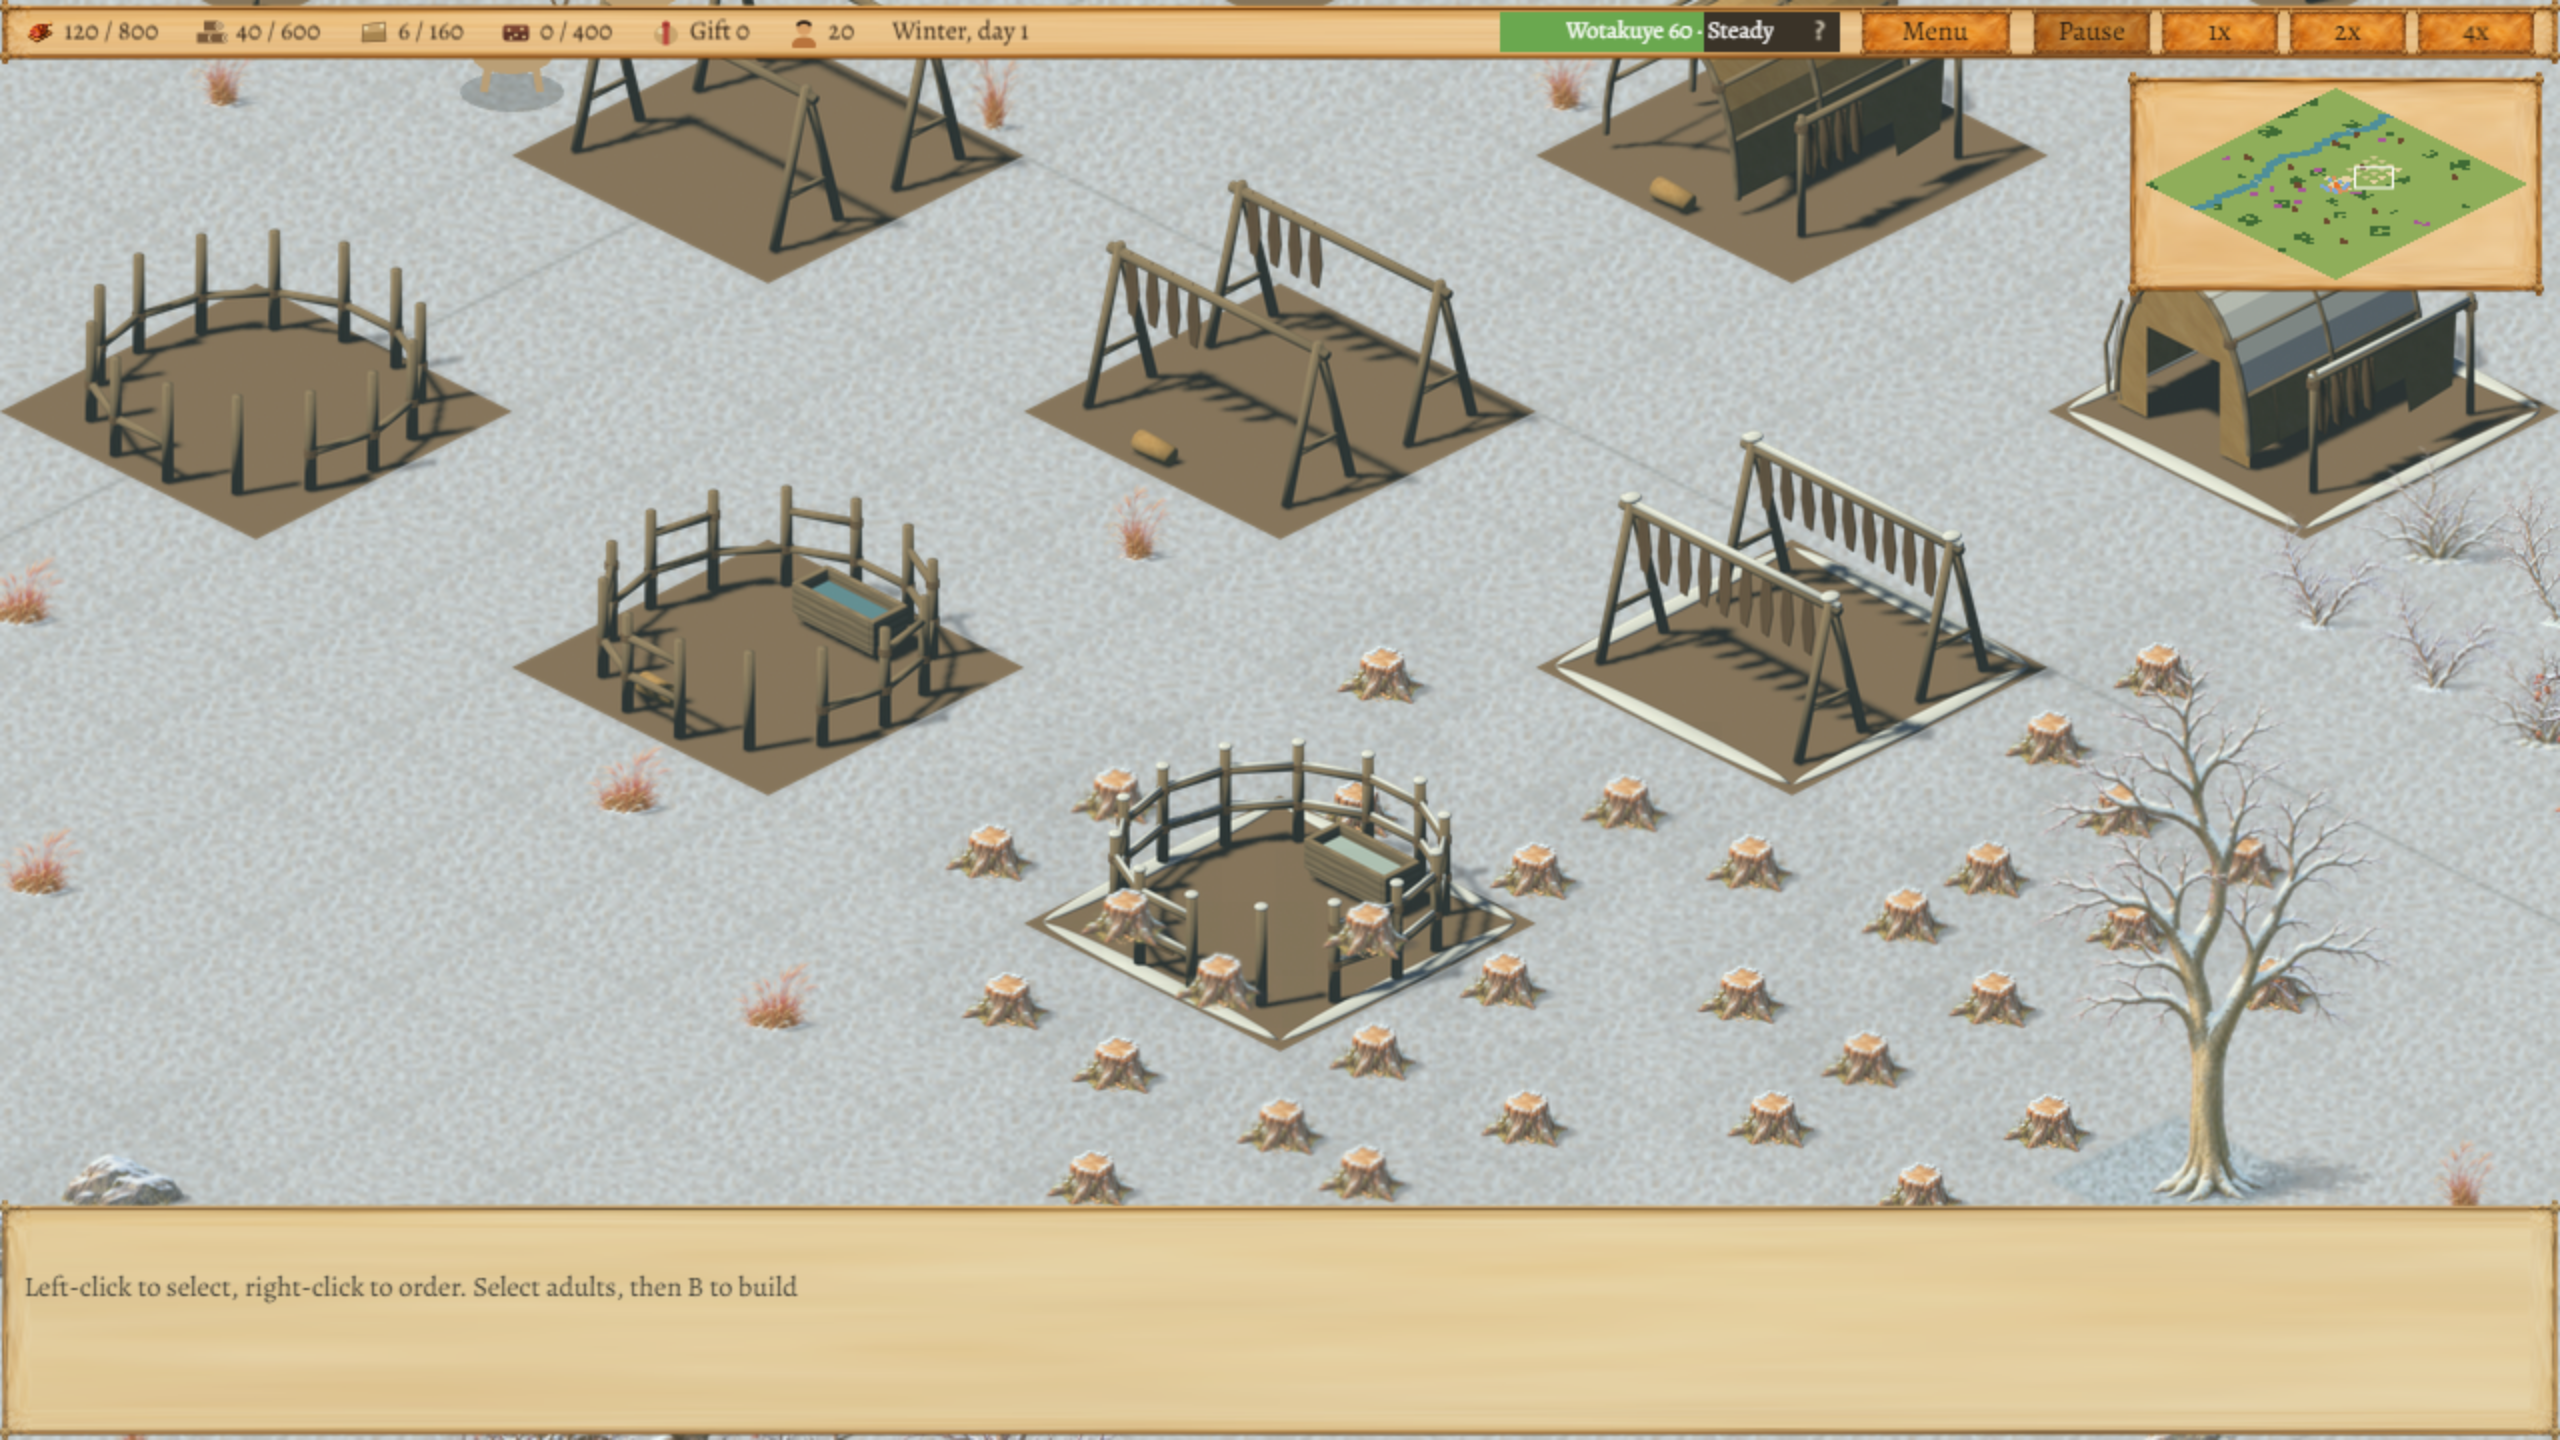 120 / 800 40 / 600 6 / 160 0 / 400 Gift 0 20 Winter, day 1 Wotakuye 60 · Steady ? Menu Pause 1x 2x 4x
Left-click to select, right-click to order. Select adults, then B to build